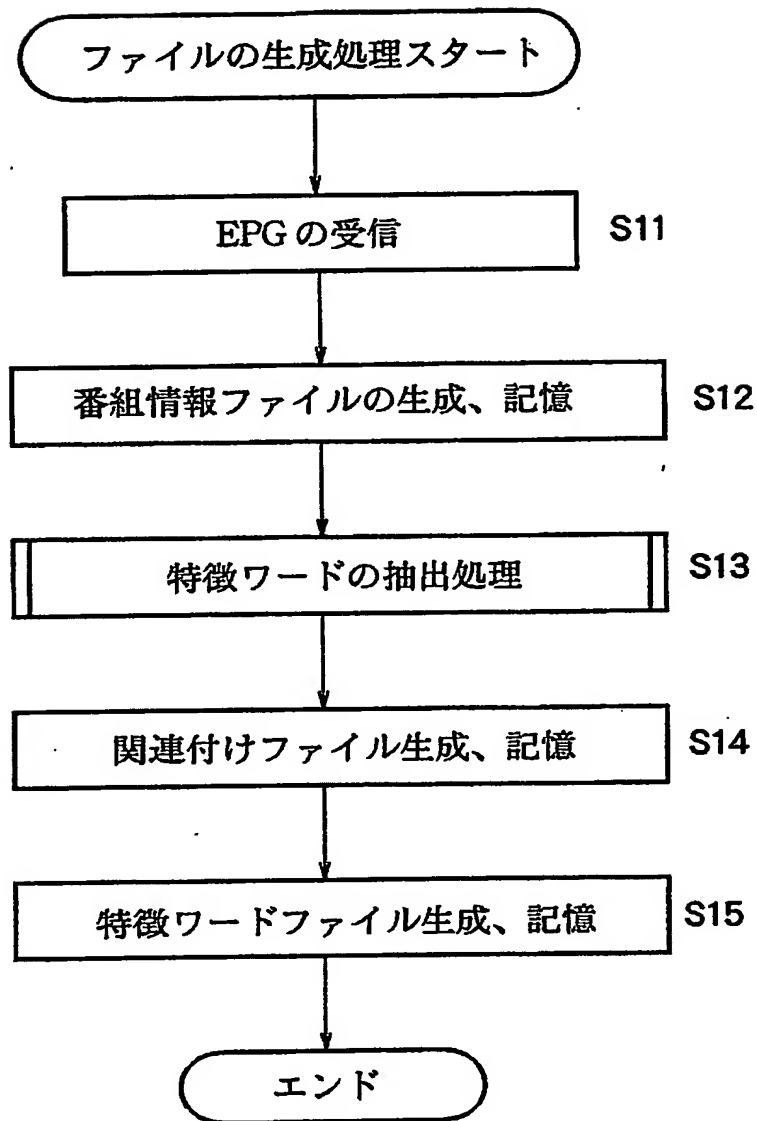 ファイルの生成処理スタート
EPGの受信 S11
番組情報ファイルの生成、記憶 S12
特徴ワードの抽出処理 S13
関連付けファイル生成、記憶 S14
特徴ワードファイル生成、記憶 S15
エンド